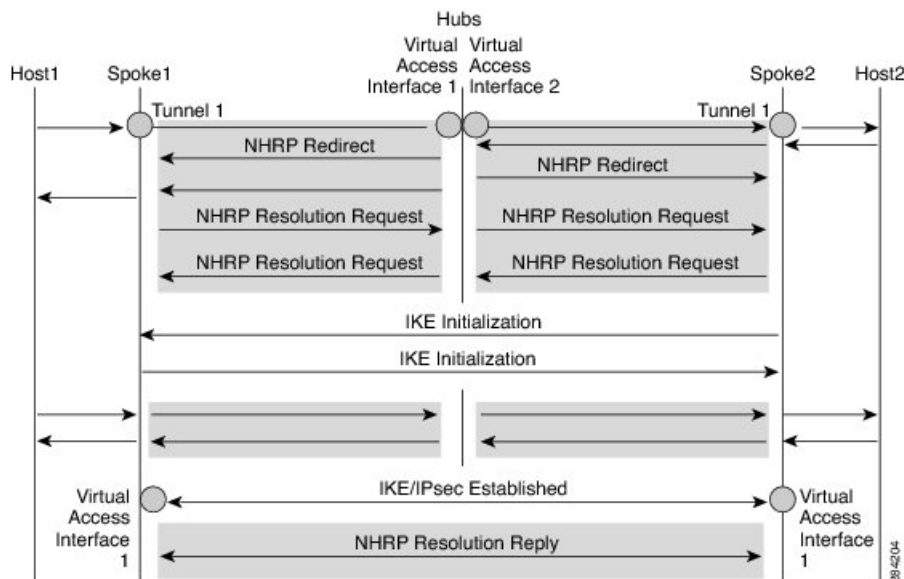 Hubs
Virtual Access Interface 1
Virtual Access Interface 2
Host1
Spoke1
Spoke2
Host2
Tunnel 1
Tunnel 1
NHRP Redirect
NHRP Redirect
NHRP Resolution Request
NHRP Resolution Request
NHRP Resolution Request
NHRP Resolution Request
IKE Initialization
IKE Initialization
IKE/IPsec Established
Virtual Access Interface 1
Virtual Access Interface 1
NHRP Resolution Reply